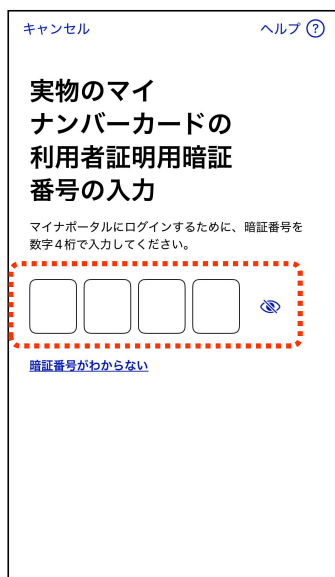 キャンセル
ヘルプ ?
実物のマイ
ナンバーカードの
利用者証明用暗証
番号の入力
マイナポータルにログインするために、暗証番号を
数字4桁で入力してください。
暗証番号がわからない